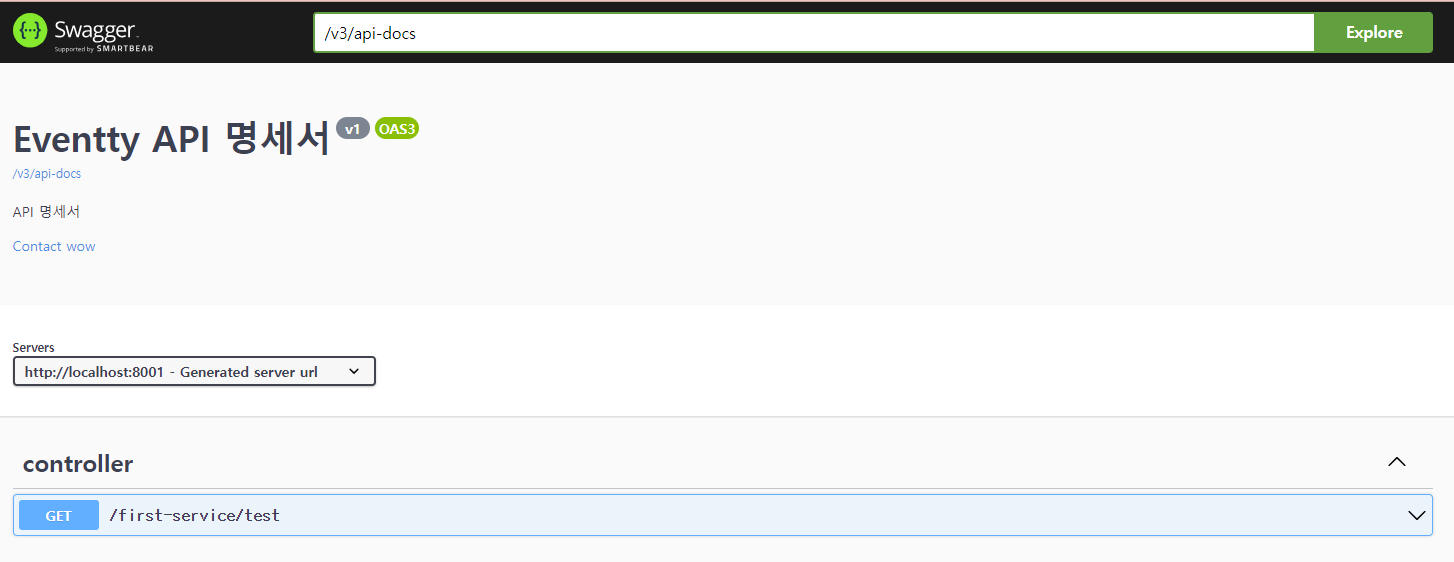 Swagger
Supported by SMARTBEAR
/v3/api-docs
Explore
Eventty API 명세서 v1 OAS3
/v3/api-docs
API 명세서
Contact wow
Servers
http://localhost:8001 - Generated server url
controller
GET /first-service/test